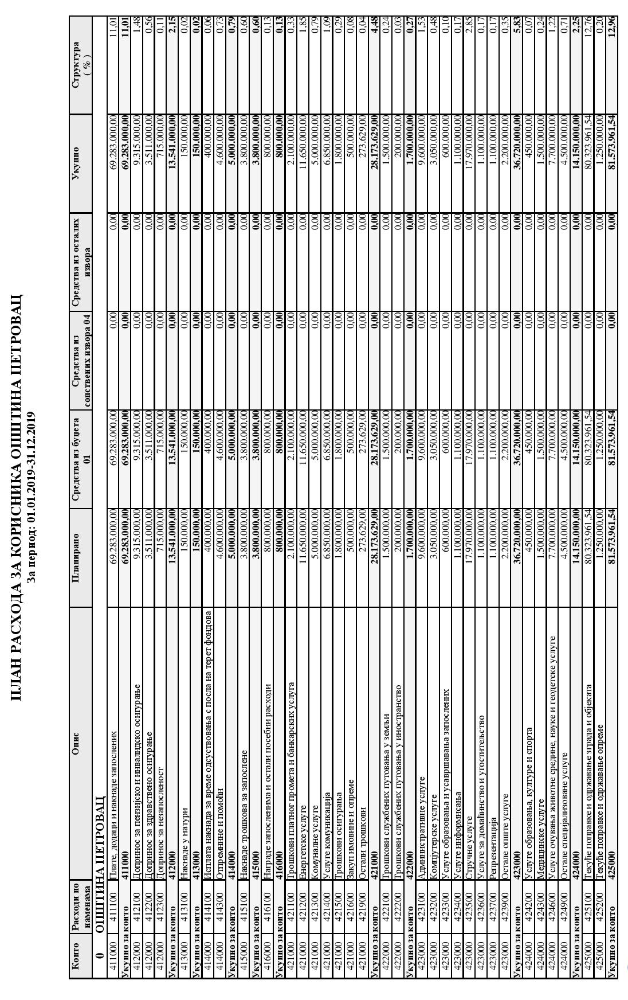 ПЛАН РАСХОДА ЗА КОРИСНИКА ОПШТИНА ПЕТРОВАЦ
За период: 01.01.2019-31.12.2019
Конто Расходи по наменама Опис Планирано Средства из буџета 01 Средства из сопствених извора 04 Средства из осталих извора Укупно Структура ( % )
0 ОПШТИНА ПЕТРОВАЦ
411000 411100 Плате, додаци и накнаде запослених 69.283.000,00 69.283.000,00 0,00 0,00 69.283.000,00 11,01
Укупно за конто 411000 69.283.000,00 69.283.000,00 0,00 0,00 69.283.000,00 11,01
412000 412100 Допринос за пензијско и инвалидско осигурање 9.315.000,00 9.315.000,00 0,00 0,00 9.315.000,00 1,48
412000 412200 Допринос за здравствено осигурање 3.511.000,00 3.511.000,00 0,00 0,00 3.511.000,00 0,56
412000 412300 Допринос за незапосленост 715.000,00 715.000,00 0,00 0,00 715.000,00 0,11
Укупно за конто 412000 13.541.000,00 13.541.000,00 0,00 0,00 13.541.000,00 2,15
413000 413100 Накнаде у натури 150.000,00 150.000,00 0,00 0,00 150.000,00 0,02
Укупно за конто 413000 150.000,00 150.000,00 0,00 0,00 150.000,00 0,02
414000 414100 Исплата накнада за време одсуствовања с посла на терет фондова 400.000,00 400.000,00 0,00 0,00 400.000,00 0,06
414000 414300 Отпремнине и помоћи 4.600.000,00 4.600.000,00 0,00 0,00 4.600.000,00 0,73
Укупно за конто 414000 5.000.000,00 5.000.000,00 0,00 0,00 5.000.000,00 0,79
415000 415100 Накнаде трошкова за запослене 3.800.000,00 3.800.000,00 0,00 0,00 3.800.000,00 0,60
Укупно за конто 415000 3.800.000,00 3.800.000,00 0,00 0,00 3.800.000,00 0,60
416000 416100 Награде запосленима и остали посебни расходи 800.000,00 800.000,00 0,00 0,00 800.000,00 0,13
Укупно за конто 416000 800.000,00 800.000,00 0,00 0,00 800.000,00 0,13
421000 421100 Трошкови платног промета и банкарских услуга 2.100.000,00 2.100.000,00 0,00 0,00 2.100.000,00 0,33
421000 421200 Енергетске услуге 11.650.000,00 11.650.000,00 0,00 0,00 11.650.000,00 1,85
421000 421300 Комуналне услуге 5.000.000,00 5.000.000,00 0,00 0,00 5.000.000,00 0,79
421000 421400 Услуге комуникација 6.850.000,00 6.850.000,00 0,00 0,00 6.850.000,00 1,09
421000 421500 Трошкови осигурања 1.800.000,00 1.800.000,00 0,00 0,00 1.800.000,00 0,29
421000 421600 Закуп имовине и опреме 500.000,00 500.000,00 0,00 0,00 500.000,00 0,08
421000 421900 Остали трошкови 273.629,00 273.629,00 0,00 0,00 273.629,00 0,04
Укупно за конто 421000 28.173.629,00 28.173.629,00 0,00 0,00 28.173.629,00 4,48
422000 422100 Трошкови службених путовања у земљи 1.500.000,00 1.500.000,00 0,00 0,00 1.500.000,00 0,24
422000 422200 Трошкови службених путовања у иностранство 200.000,00 200.000,00 0,00 0,00 200.000,00 0,03
Укупно за конто 422000 1.700.000,00 1.700.000,00 0,00 0,00 1.700.000,00 0,27
423000 423100 Административне услуге 9.600.000,00 9.600.000,00 0,00 0,00 9.600.000,00 1,53
423000 423200 Компјутерске услуге 3.050.000,00 3.050.000,00 0,00 0,00 3.050.000,00 0,48
423000 423300 Услуге образовања и усавршавања запослених 600.000,00 600.000,00 0,00 0,00 600.000,00 0,10
423000 423400 Услуге информисања 1.100.000,00 1.100.000,00 0,00 0,00 1.100.000,00 0,17
423000 423500 Стручне услуге 17.970.000,00 17.970.000,00 0,00 0,00 17.970.000,00 2,85
423000 423600 Услуге за домаћинство и угоститељство 1.100.000,00 1.100.000,00 0,00 0,00 1.100.000,00 0,17
423000 423700 Репрезентација 1.100.000,00 1.100.000,00 0,00 0,00 1.100.000,00 0,17
423000 423900 Остале опште услуге 2.200.000,00 2.200.000,00 0,00 0,00 2.200.000,00 0,35
Укупно за конто 423000 36.720.000,00 36.720.000,00 0,00 0,00 36.720.000,00 5,83
424000 424200 Услуге образовања, културе и спорта 450.000,00 450.000,00 0,00 0,00 450.000,00 0,07
424000 424300 Медицинске услуге 1.500.000,00 1.500.000,00 0,00 0,00 1.500.000,00 0,24
424000 424600 Услуге очувања животне средине, науке и геодетске услуге 7.700.000,00 7.700.000,00 0,00 0,00 7.700.000,00 1,22
424000 424900 Остале специјализоване услуге 4.500.000,00 4.500.000,00 0,00 0,00 4.500.000,00 0,71
Укупно за конто 424000 14.150.000,00 14.150.000,00 0,00 0,00 14.150.000,00 2,25
425000 425100 Текуће поправке и одржавање зграда и објеката 80.323.961,54 80.323.961,54 0,00 0,00 80.323.961,54 12,76
425000 425200 Текуће поправке и одржавање опреме 1.250.000,00 1.250.000,00 0,00 0,00 1.250.000,00 0,20
Укупно за конто 425000 81.573.961,54 81.573.961,54 0,00 0,00 81.573.961,54 12,96